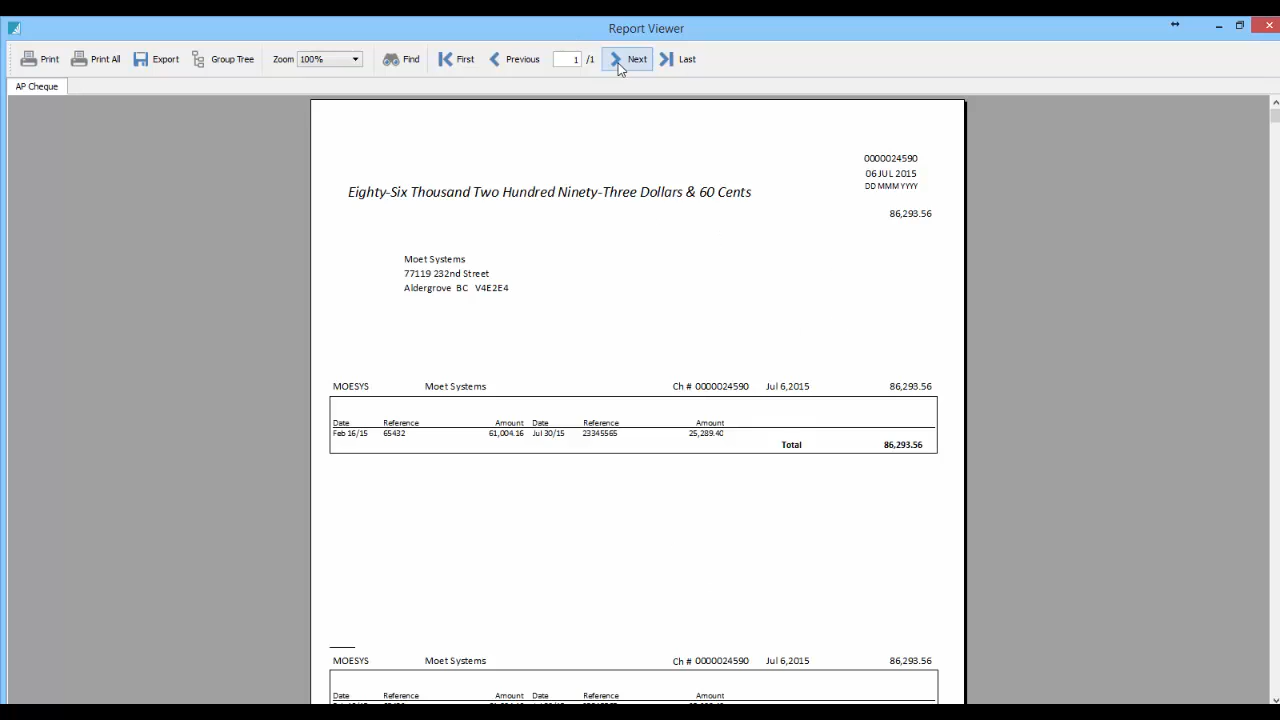 Report Viewer
Print Print All Export Group Tree Zoom 100% Find First Previous 1 /1 Next Last
AP Cheque
0000024590
06 JUL 2015
DD MMM YYYY
Eighty-Six Thousand Two Hundred Ninety-Three Dollars & 60 Cents
86,293.56
Moet Systems
77119 232nd Street
Aldergrove BC V4E2E4
MOESYS Moet Systems Ch # 0000024590 Jul 6,2015 86,293.56
Date Reference Amount Date Reference Amount
Feb 16/15 65432 61,004.16 Jul 30/15 23345565 25,289.40
Total 86,293.56
MOESYS Moet Systems Ch # 0000024590 Jul 6,2015 86,293.56
Date Reference Amount Date Reference Amount